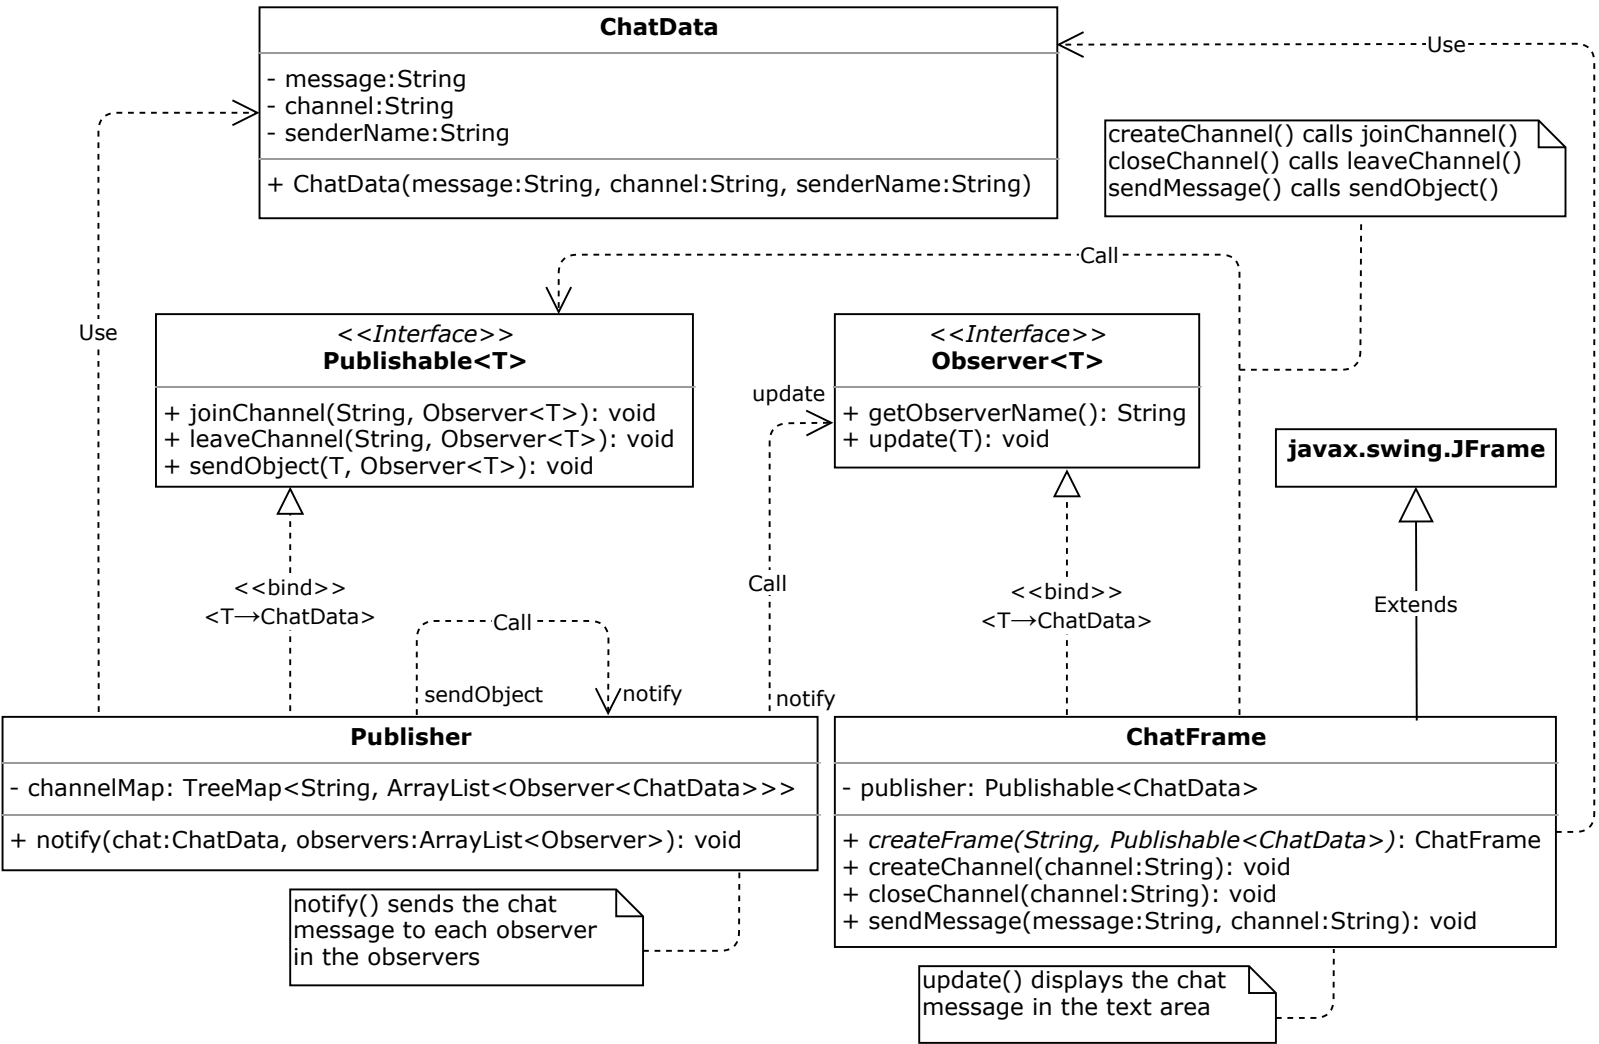 ChatData
- message:String
- channel:String
- senderName:String
+ ChatData(message:String, channel:String, senderName:String)
Use
createChannel() calls joinChannel()
closeChannel() calls leaveChannel()
sendMessage() calls sendObject()
Call
Use
<<Interface>>
Publishable<T>
+ joinChannel(String, Observer<T>): void
+ leaveChannel(String, Observer<T>): void
+ sendObject(T, Observer<T>): void
<<Interface>>
Observer<T>
+ getObserverName(): String
+ update(T): void
update
javax.swing.JFrame
<<bind>>
<T→ChatData>
Call
sendObject
notify
Call
notify
<<bind>>
<T→ChatData>
Extends
Publisher
- channelMap: TreeMap<String, ArrayList<Observer<ChatData>>>
+ notify(chat:ChatData, observers:ArrayList<Observer>): void
ChatFrame
- publisher: Publishable<ChatData>
+ createFrame(String, Publishable<ChatData>): ChatFrame
+ createChannel(channel:String): void
+ closeChannel(channel:String): void
+ sendMessage(message:String, channel:String): void
notify() sends the chat
message to each observer
in the observers
update() displays the chat
message in the text area